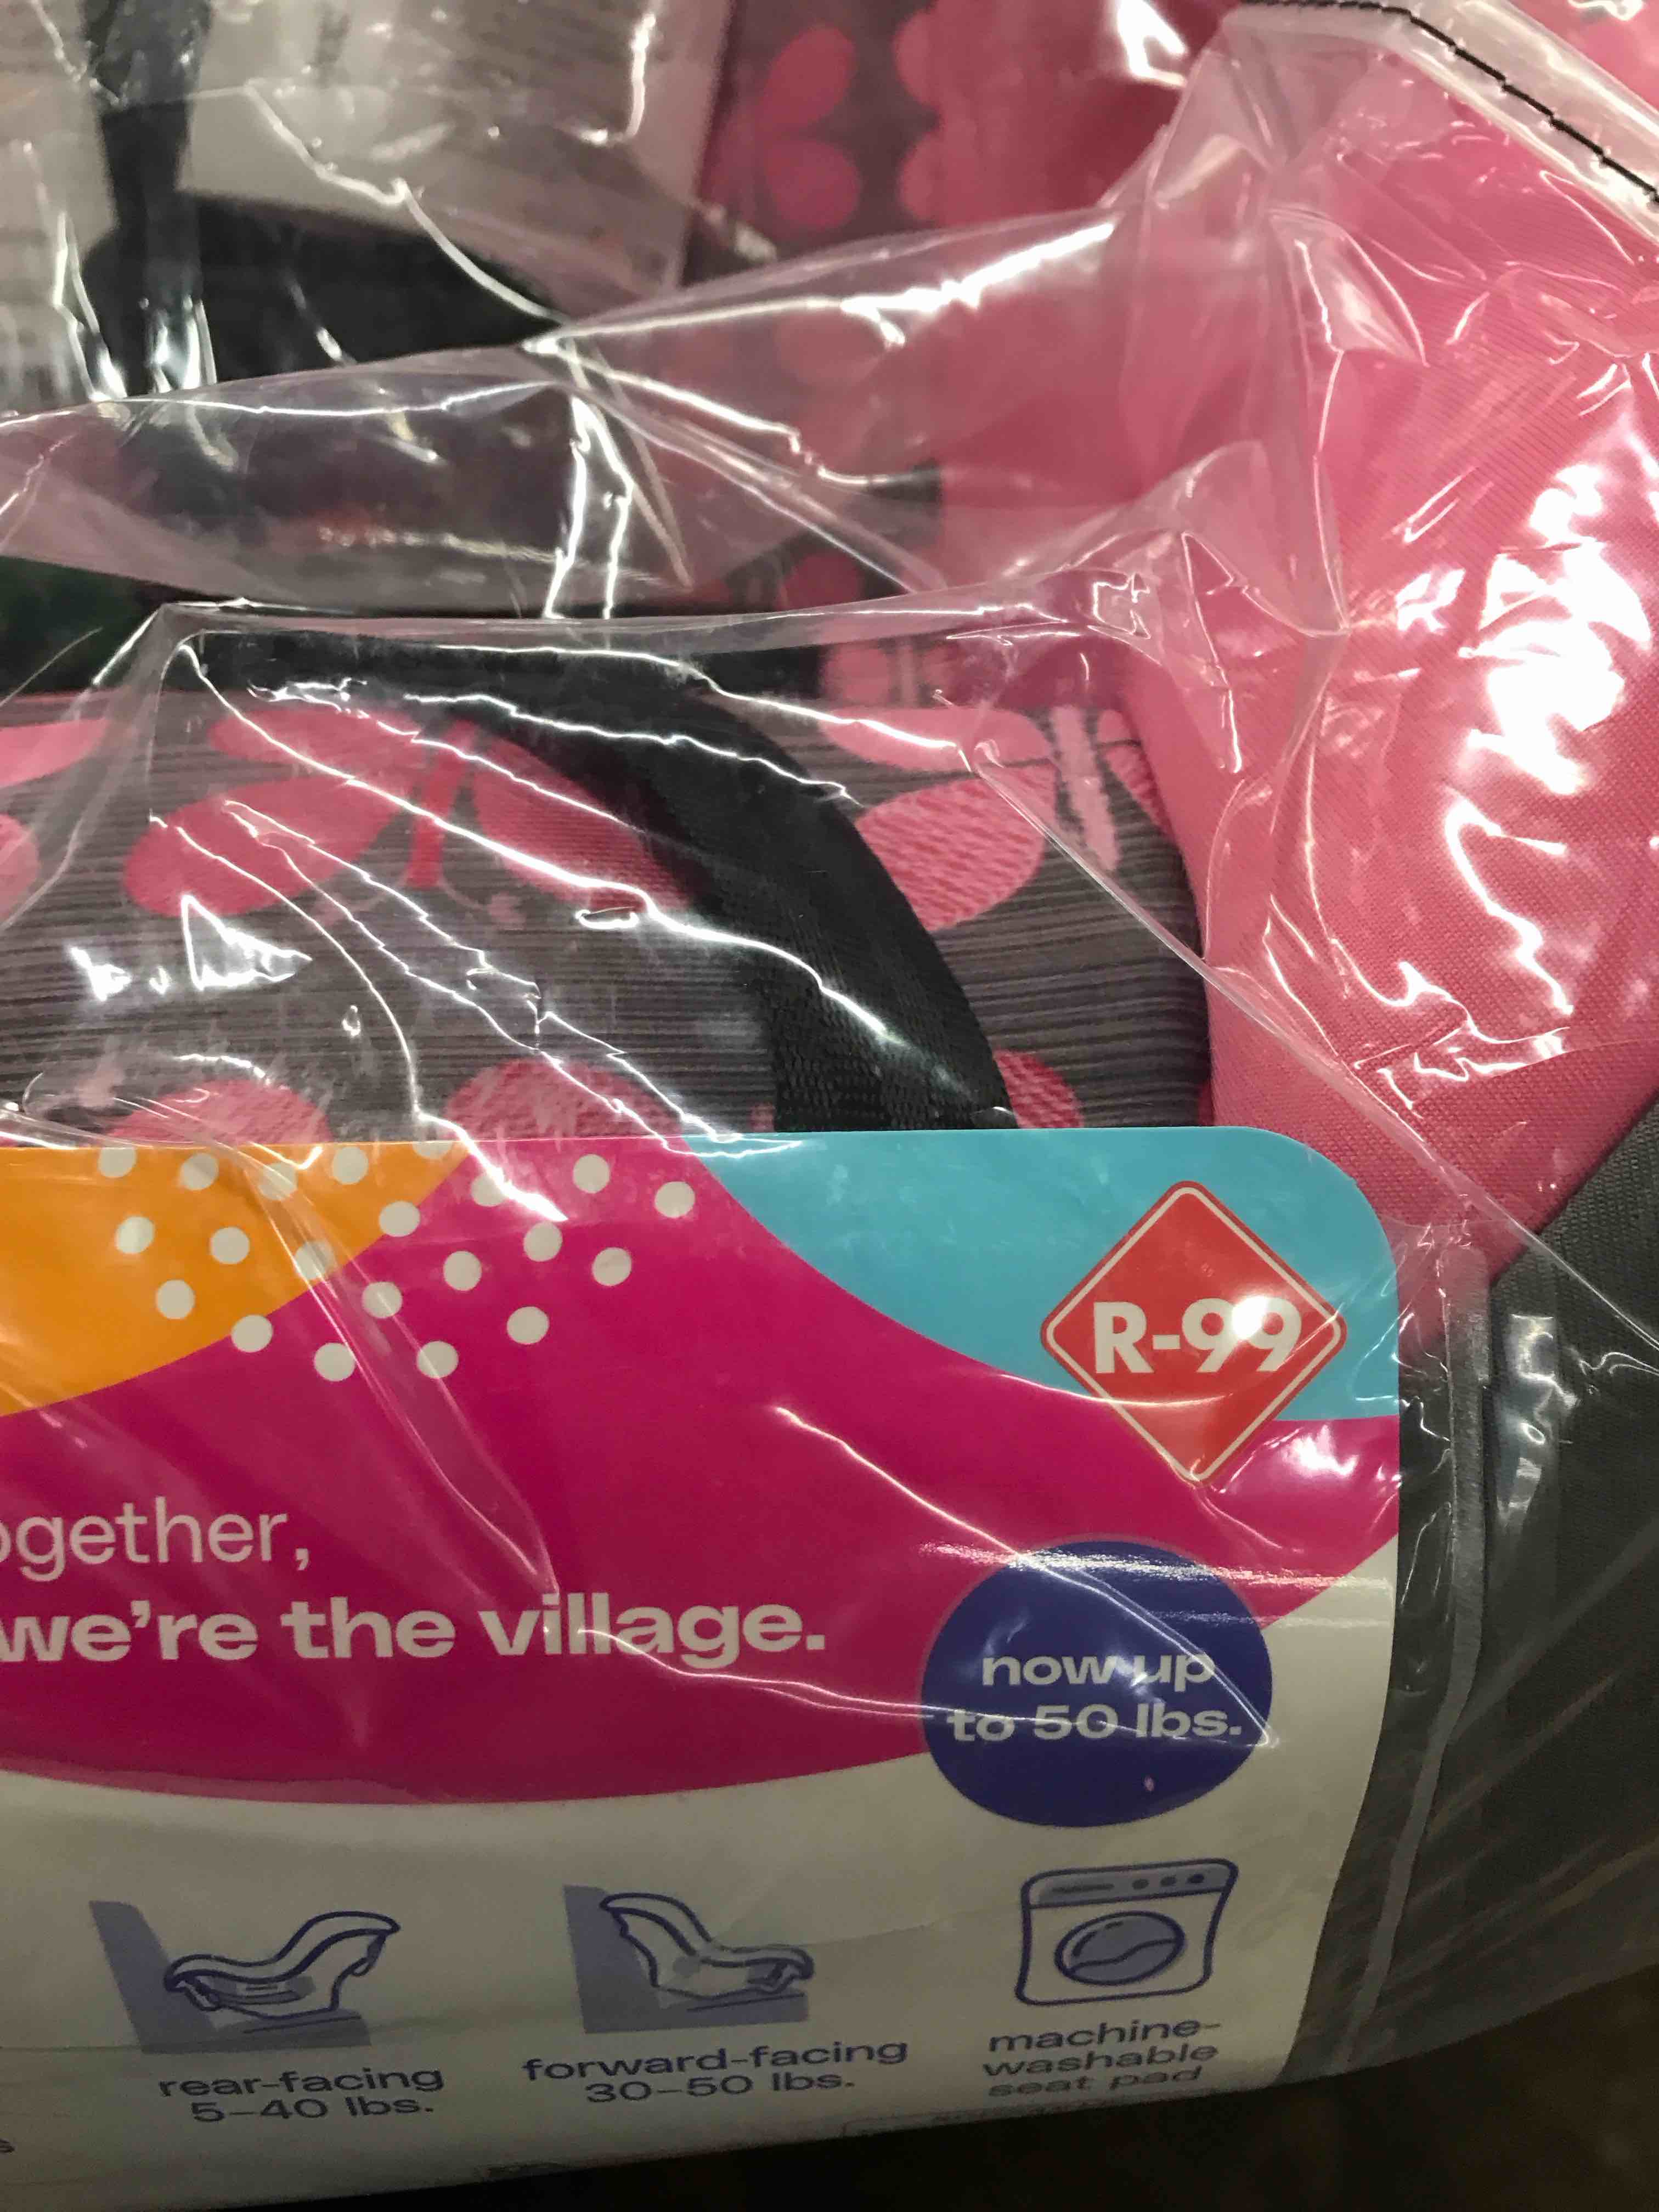 R-99
ogether,
we're the village.
now up
to 50 lbs.
rear-facing
5–40 lbs.
forward-facing
30–50 lbs.
machine-
washable
seat pad